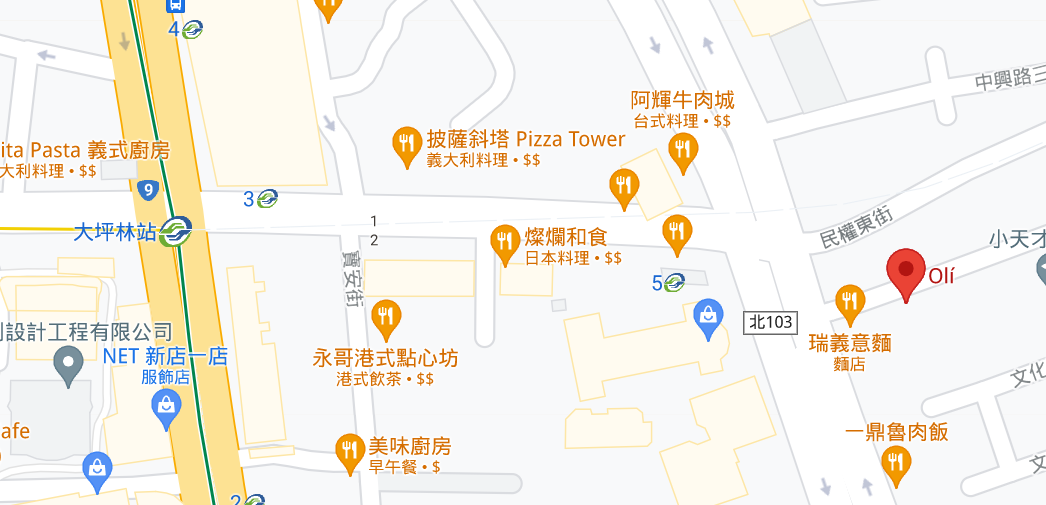 4
中興路三
阿輝牛肉城
台式料理 • $$
披薩斜塔 Pizza Tower
義大利料理 • $$
ita Pasta 義式廚房
大利料理 • $$
9
3
大坪林站
1
2
燦爛和食
日本料理 • $$
民權東街
小天才
寶安街
5
Olí
北103
瑞義意麵
麵店
永哥港式點心坊
港式飲茶 • $$
設計工程有限公司
NET 新店一店
服飾店
文化
afe
美味廚房
早午餐 • $
一鼎魯肉飯
文
2